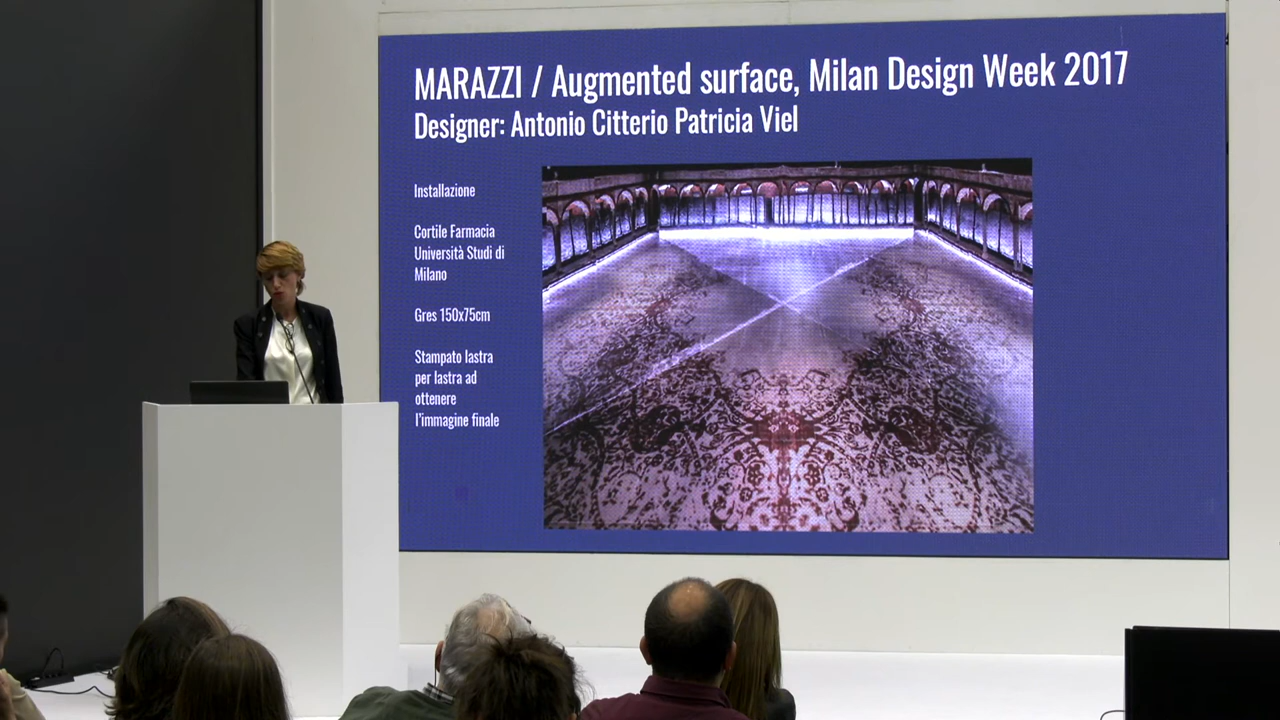 MARAZZI / Augmented surface, Milan Design Week 2017
Designer: Antonio Citterio Patricia Viel
Installazione
Cortile Farmacia
Università Studi di
Milano
Gres 150x75cm
Stampato lastra
per lastra ad
ottenere
l'immagine finale